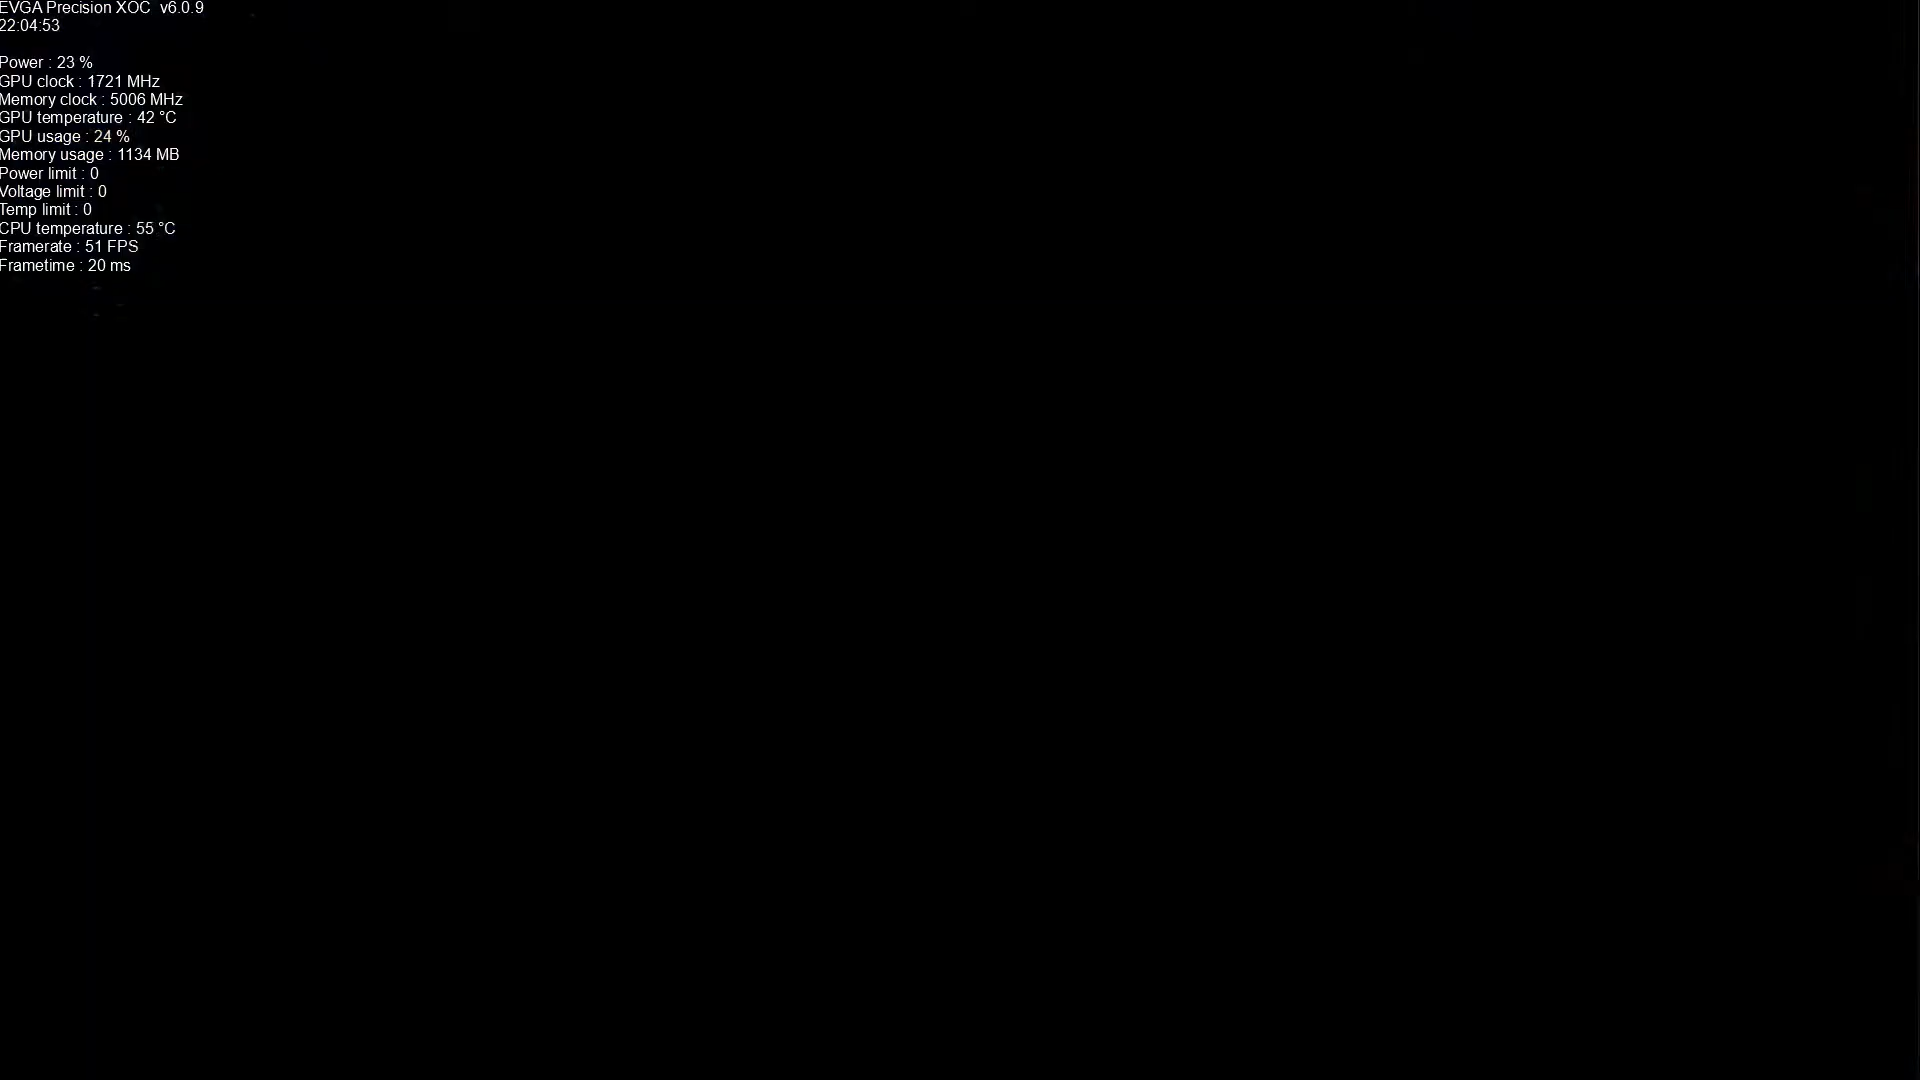 EVGA Precision XOC v6.0.9
22:04:53
Power : 23 %
GPU clock : 1721 MHz
Memory clock : 5006 MHz
GPU temperature : 42 °C
GPU usage : 24 %
Memory usage : 1134 MB
Power limit : 0
Voltage limit : 0
Temp limit : 0
CPU temperature : 55 °C
Framerate : 51 FPS
Frametime : 20 ms